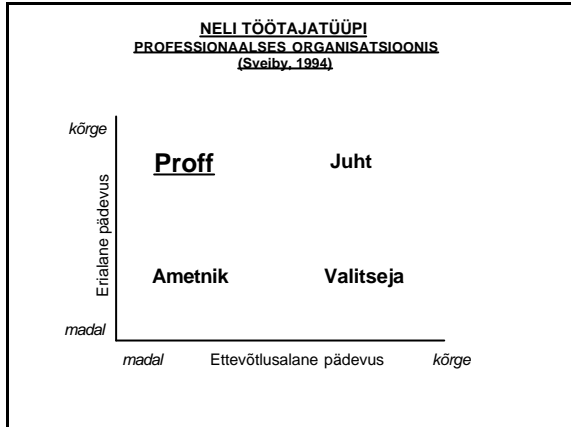 NELI TÖÖTAJATÜÜPI
PROFESSIONAALSES ORGANISATSIOONIS
(Sveiby, 1994)
kõrge
Proff
Juht
Erialane pädevus
Ametnik
Valitseja
madal
madal
Ettevõtlusalane pädevus
kõrge